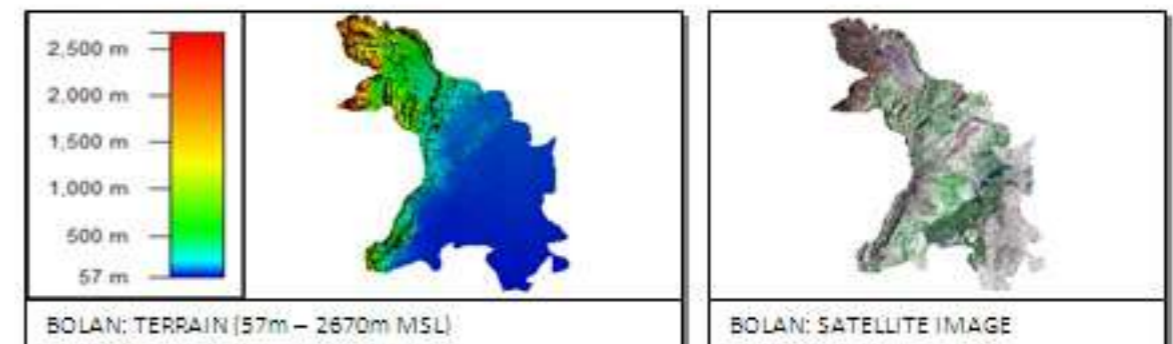 2,500 m
2,000 m
1,500 m
1,000 m
500 m
57 m
BOLAN: TERRAIN (57m – 2670m MSL)
BOLAN: SATELLITE IMAGE